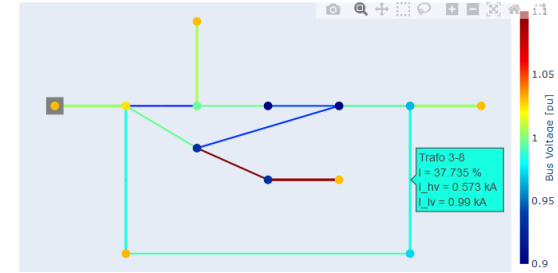 1.1
1.05
1
0.95
0.9
Bus Voltage [pu]
Trafo 3-8
I = 37.735 %
I_hv = 0.573 kA
I_lv = 0.99 kA